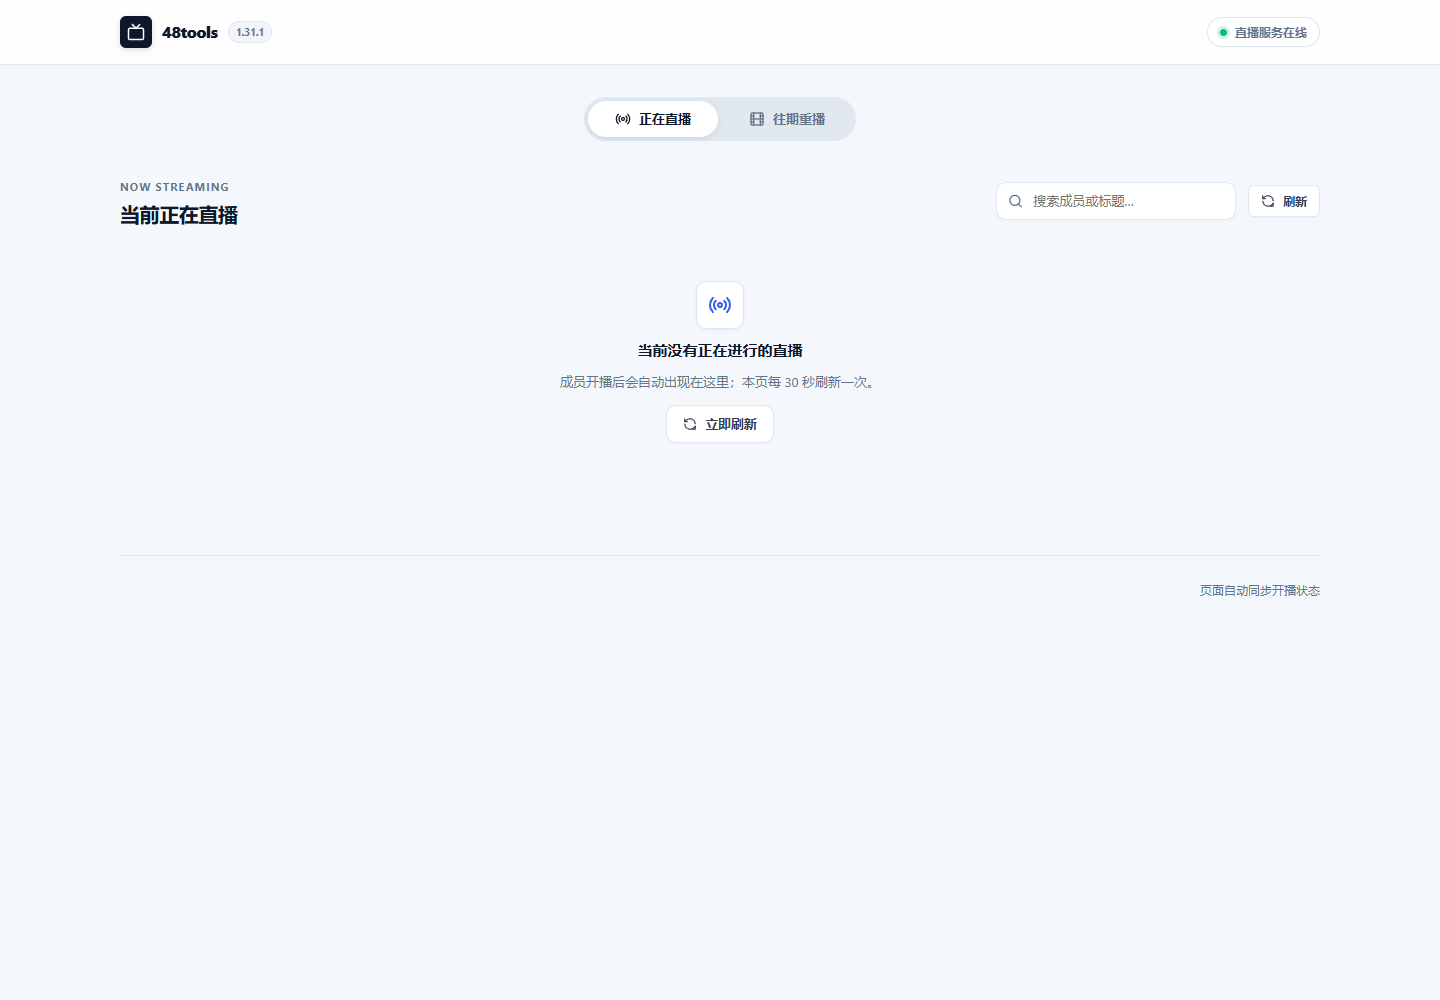 48tools 1.31.1
直播服务在线
正在直播 往期重播
NOW STREAMING
当前正在直播
搜索成员或标题...
刷新
当前没有正在进行的直播
成员开播后会自动出现在这里；本页每 30 秒刷新一次。
立即刷新
页面自动同步开播状态